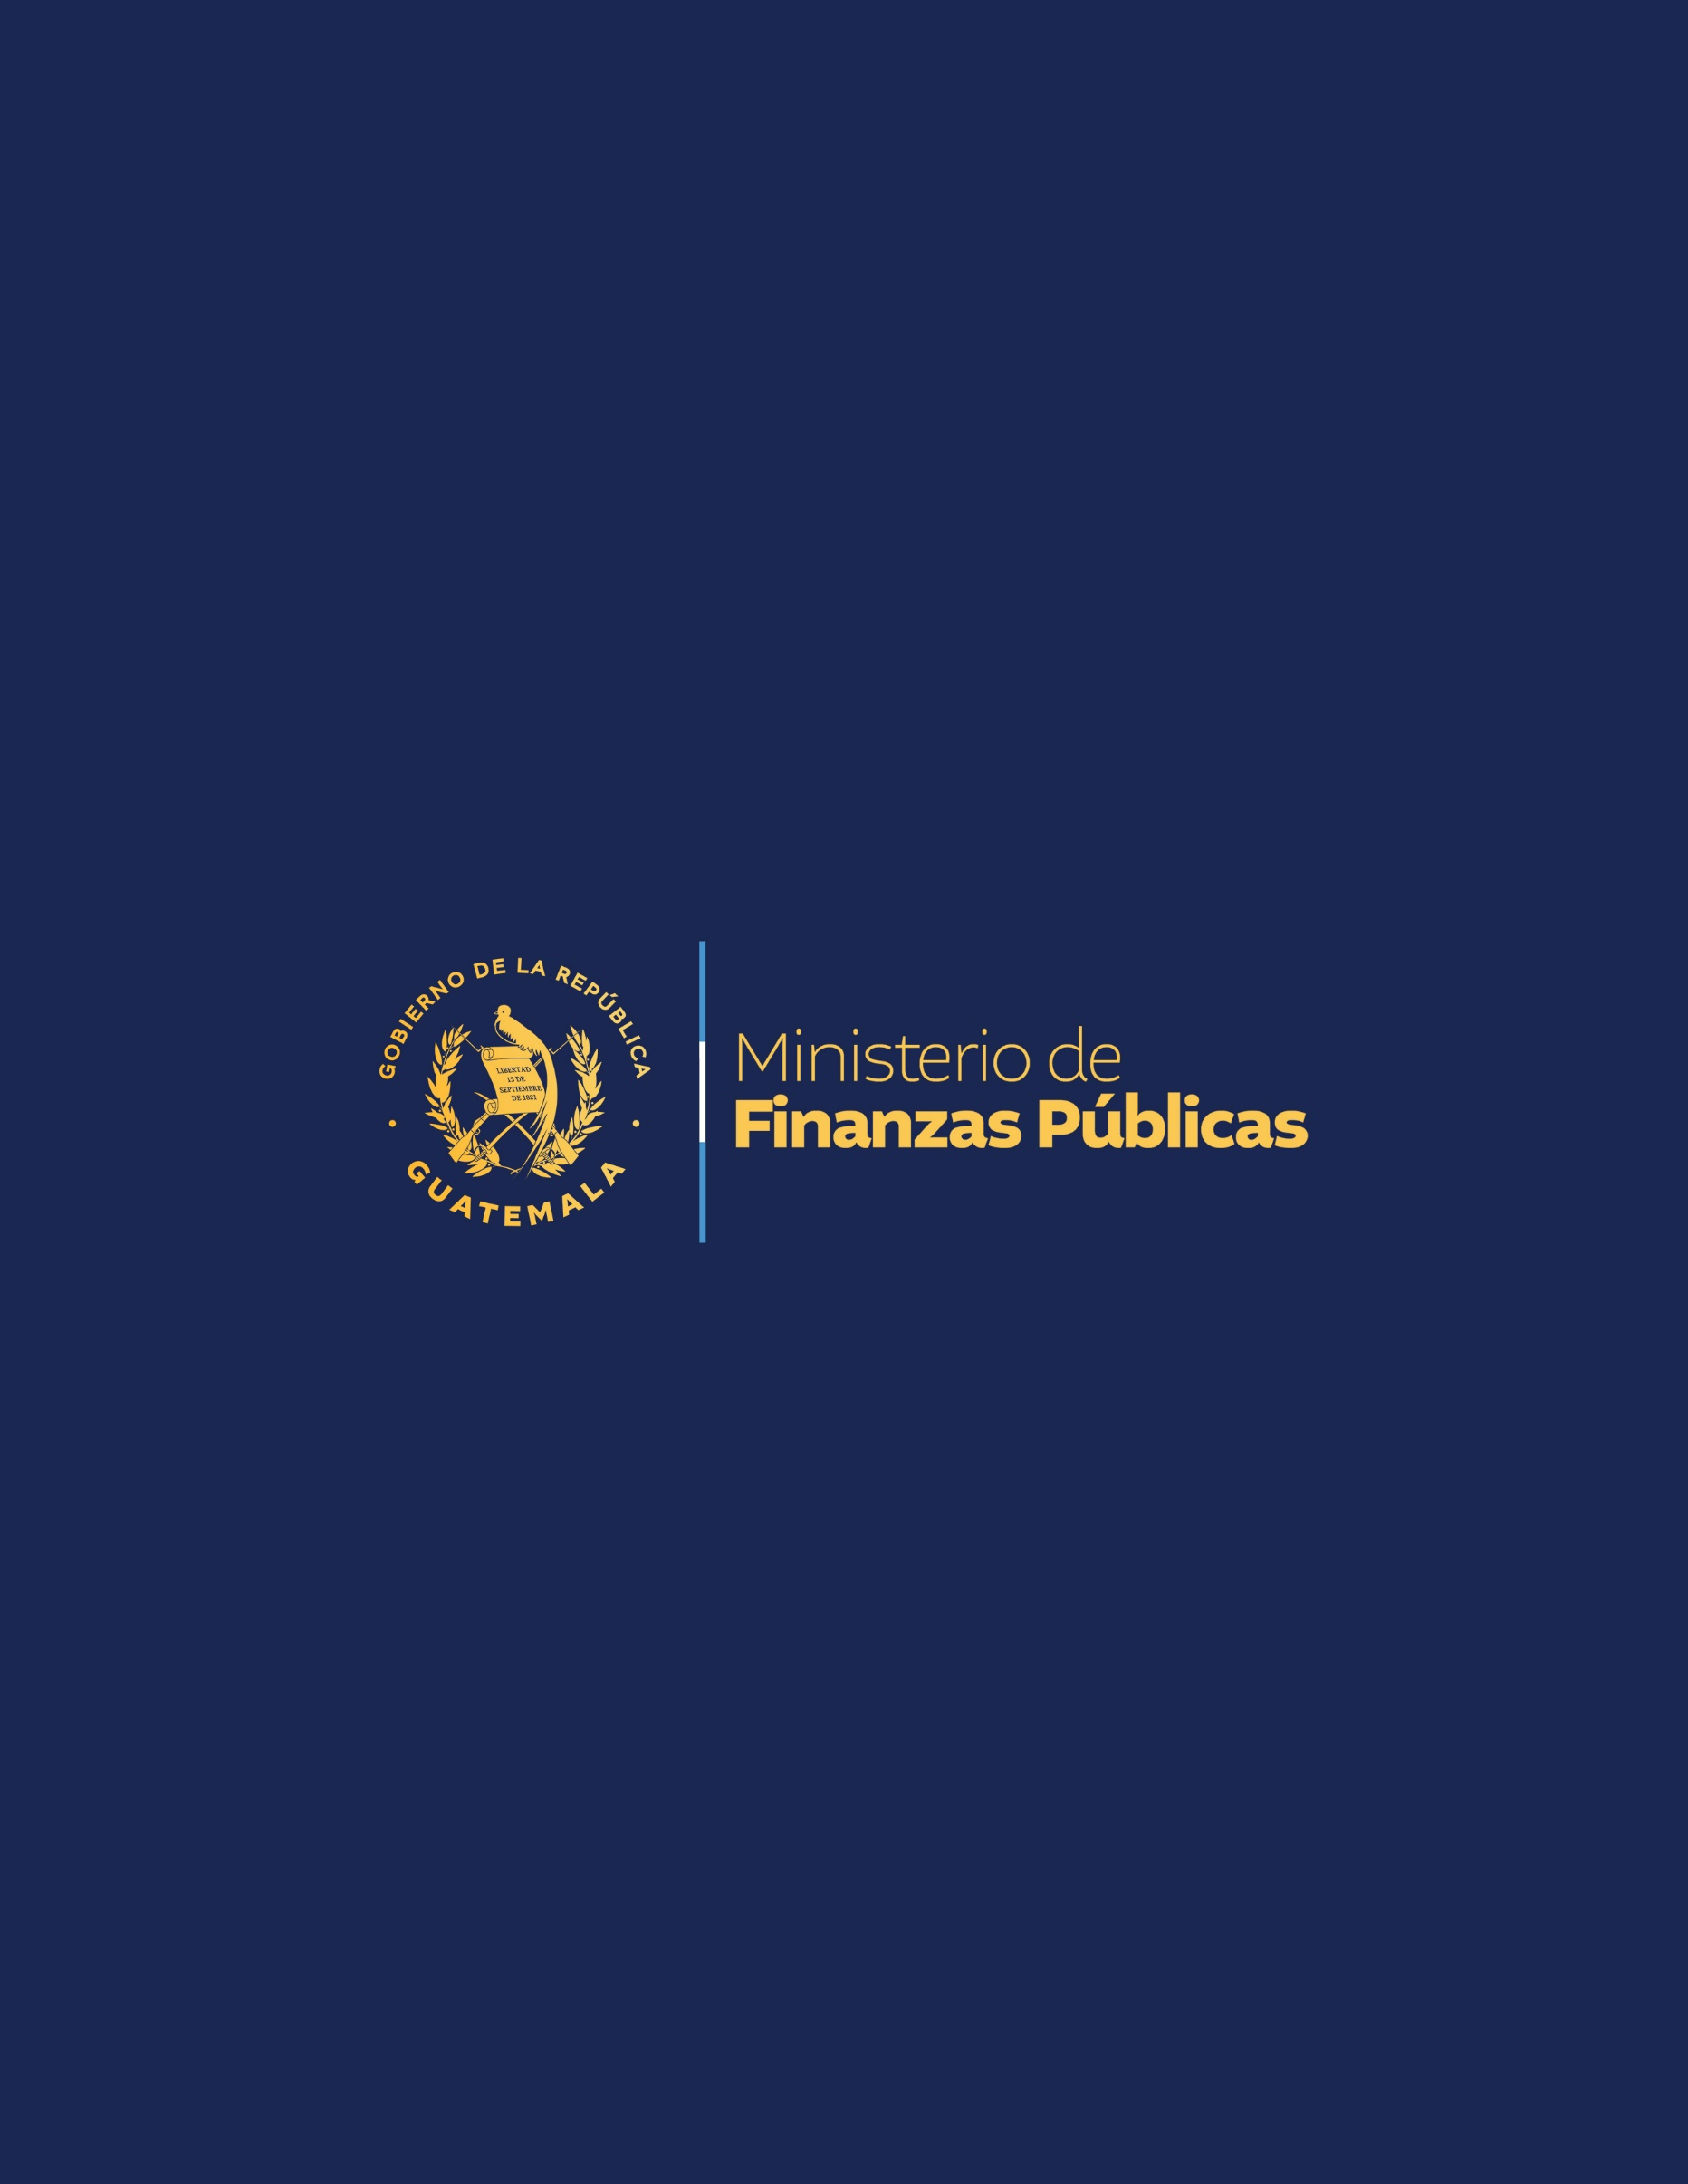 GOBIERNO DE LA REPÚBLICA
LIBERTAD
15 DE
SEPTIEMBRE
DE 1821
GUATEMALA
Ministerio de
Finanzas Públicas